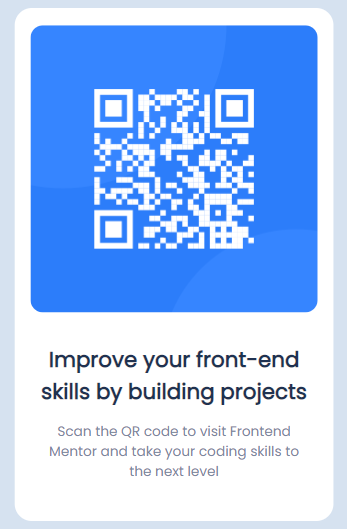 Improve your front-end
skills by building projects
Scan the QR code to visit Frontend
Mentor and take your coding skills to
the next level